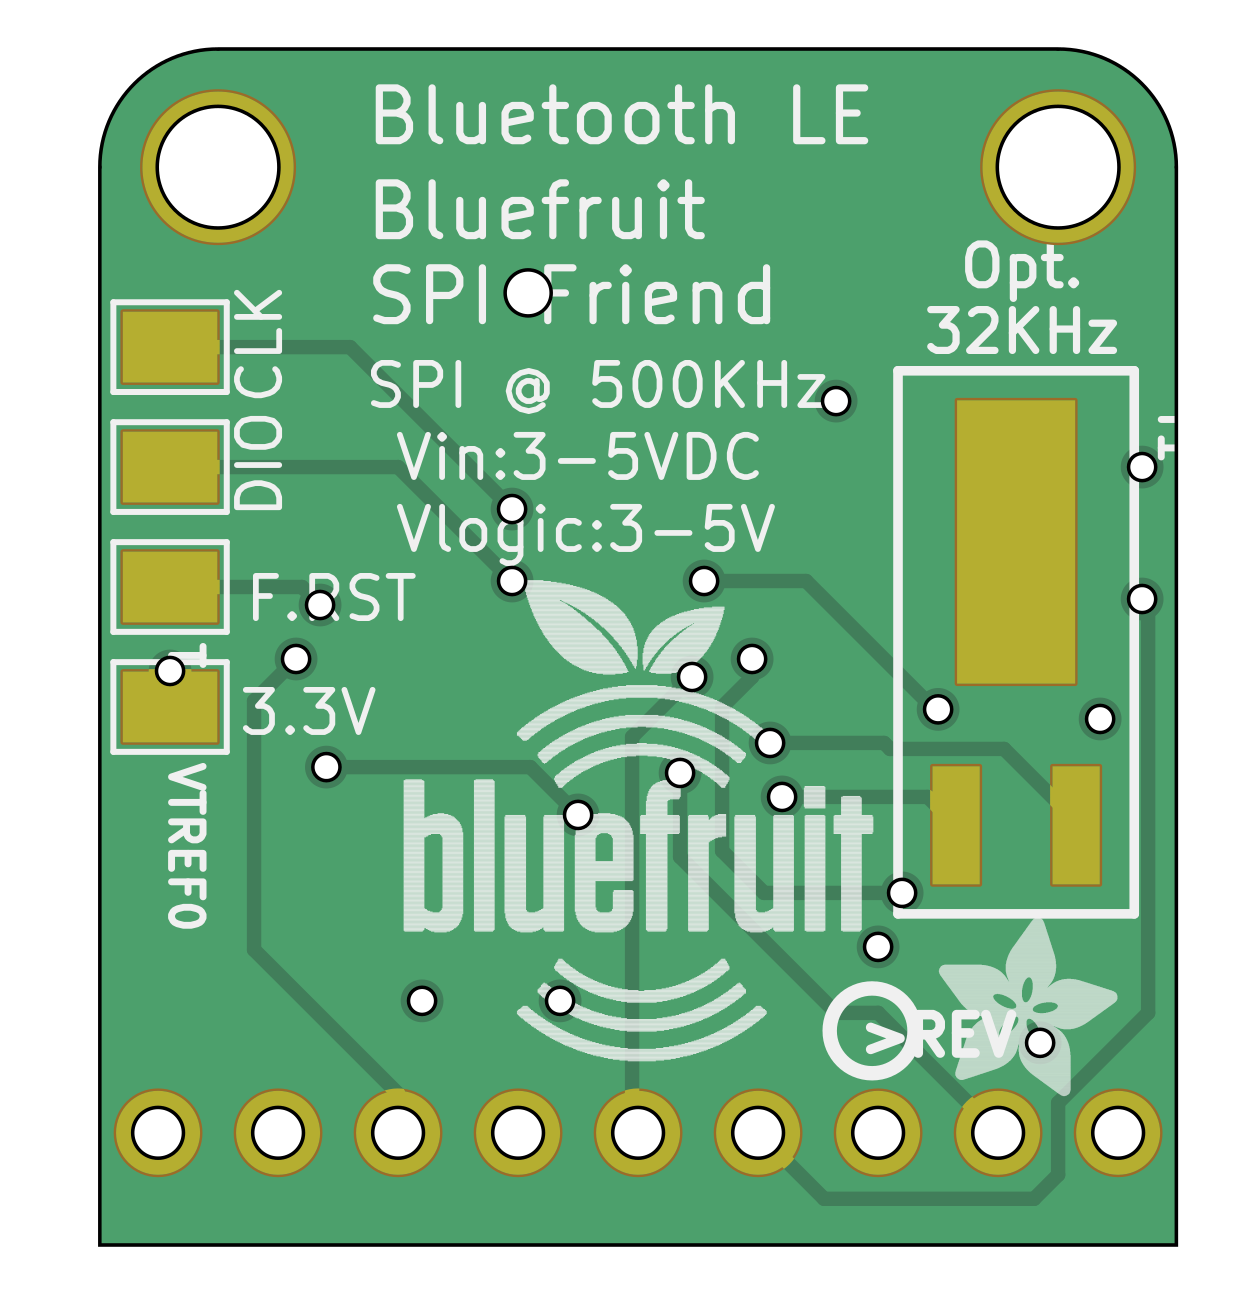 Bluetooth LE
Bluefruit
SPI Friend
Opt.
32KHz
CLK
SPI @ 500KHz
DIO
Vin:3-5VDC
Vlogic:3-5V
F.RST
3.3V
VTREF0
bluefruit
>REV